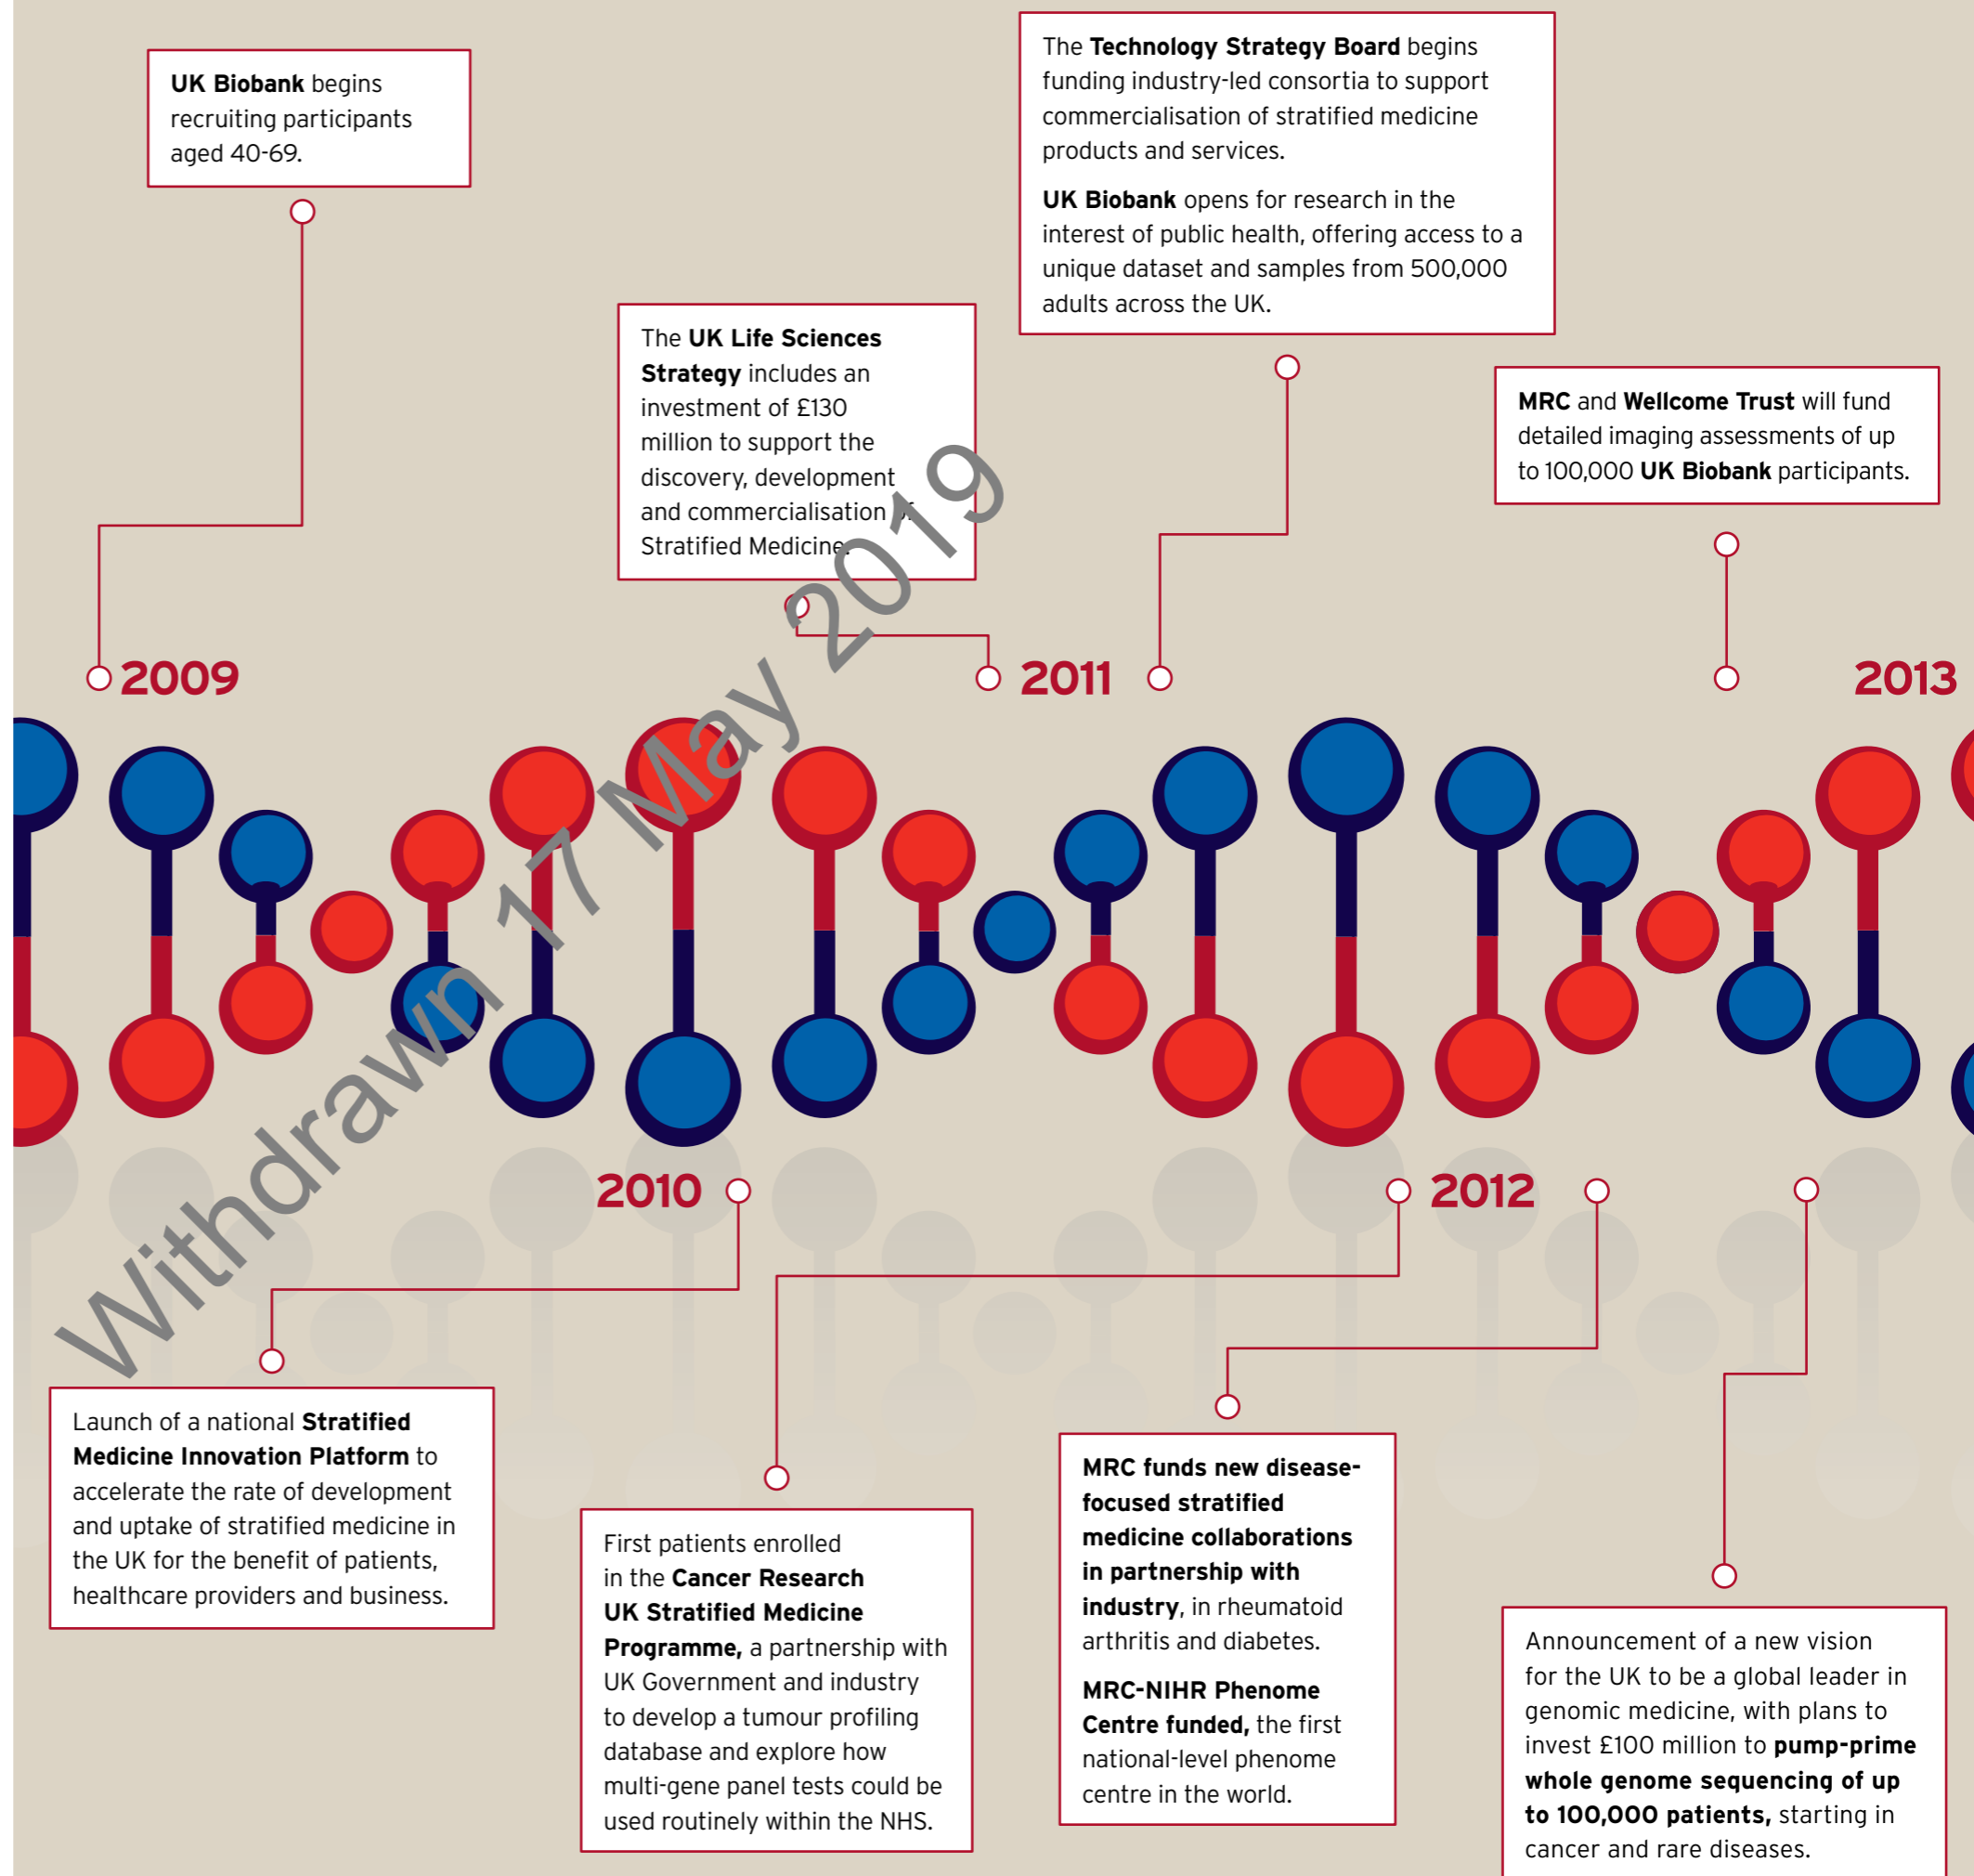 UK Biobank begins
recruiting participants
aged 40-69.
The Technology Strategy Board begins
funding industry-led consortia to support
commercialisation of stratified medicine
products and services.
UK Biobank opens for research in the
interest of public health, offering access to a
unique dataset and samples from 500,000
adults across the UK.
The UK Life Sciences
Strategy includes an
investment of £130
million to support the
discovery, development
and commercialisation of
Stratified Medicine.
MRC and Wellcome Trust will fund
detailed imaging assessments of up
to 100,000 UK Biobank participants.
2009
2011
2013
Withdrawn 17 May 2019
2010
2012
Launch of a national Stratified
Medicine Innovation Platform to
accelerate the rate of development
and uptake of stratified medicine in
the UK for the benefit of patients,
healthcare providers and business.
First patients enrolled
in the Cancer Research
UK Stratified Medicine
Programme, a partnership with
UK Government and industry
to develop a tumour profiling
database and explore how
multi-gene panel tests could be
used routinely within the NHS.
MRC funds new disease-
focused stratified
medicine collaborations
in partnership with
industry, in rheumatoid
arthritis and diabetes.
MRC-NIHR Phenome
Centre funded, the first
national-level phenome
centre in the world.
Announcement of a new vision
for the UK to be a global leader in
genomic medicine, with plans to
invest £100 million to pump-prime
whole genome sequencing of up
to 100,000 patients, starting in
cancer and rare diseases.